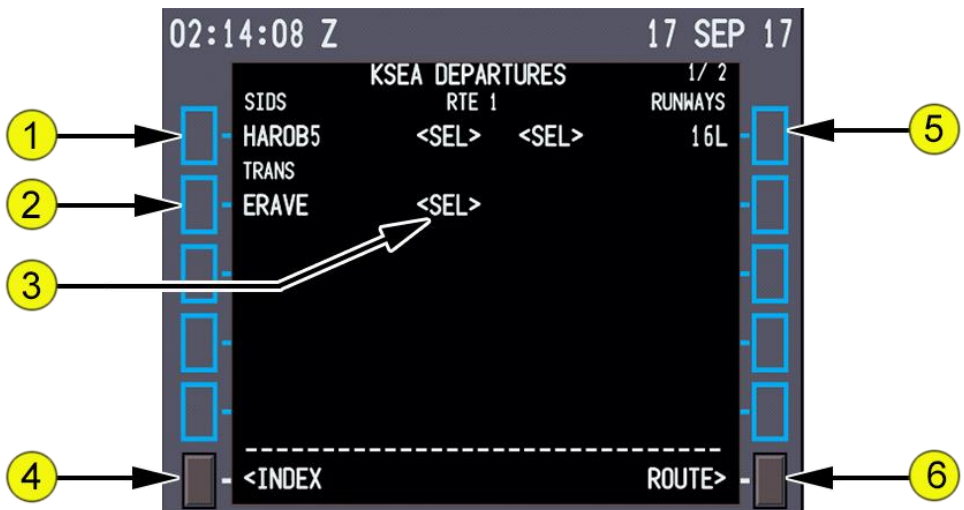 02:14:08 Z 17 SEP 17
KSEA DEPARTURES 1/ 2
SIDS RTE 1 RUNWAYS
1 HAROB5 <SEL> <SEL> 16L 5
TRANS
2 ERAVE <SEL>
3
4 <INDEX ROUTE> 6